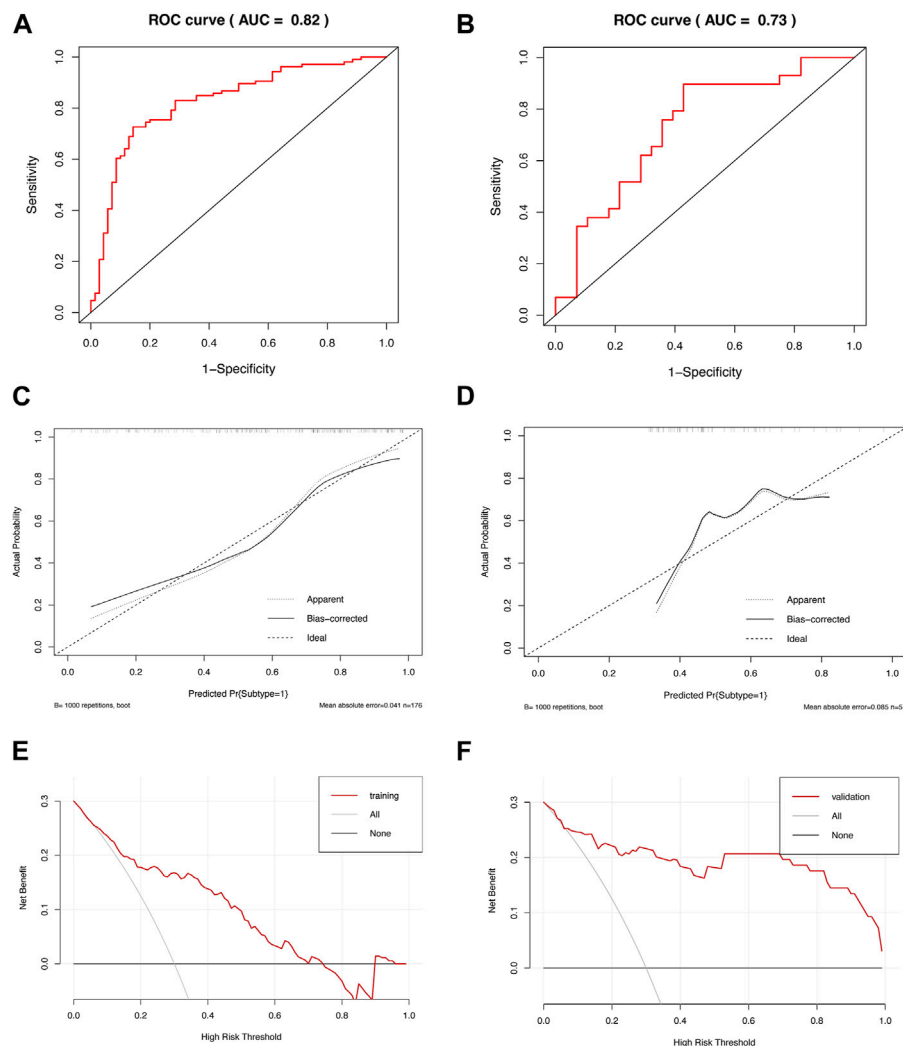 A
ROC curve ( AUC = 0.82)
Sensitivity
0.0 0.2 0.4 0.6 0.8 1.0
0.0 0.2 0.4 0.6 0.8 1.0
1−Specificity
B
ROC curve ( AUC = 0.73)
Sensitivity
0.0 0.2 0.4 0.6 0.8 1.0
0.0 0.2 0.4 0.6 0.8 1.0
1−Specificity
C
Actual Probability
0.0 0.2 0.4 0.6 0.8 1.0
Apparent
Bias−corrected
Ideal
0.0 0.2 0.4 0.6 0.8 1.0
Predicted Pr{Subtype=1}
B= 1000 repetitions, boot
Mean absolute error=0.041 n=176
D
Actual Probability
0.0 0.2 0.4 0.6 0.8 1.0
Apparent
Bias−corrected
Ideal
0.0 0.2 0.4 0.6 0.8 1.0
Predicted Pr{Subtype=1}
B= 1000 repetitions, boot
Mean absolute error=0.085 n=5
E
training
All
None
Net Benefit
0.0 0.1 0.2 0.3
0.0 0.2 0.4 0.6 0.8 1.0
High Risk Threshold
F
validation
All
None
Net Benefit
0.0 0.1 0.2 0.3
0.0 0.2 0.4 0.6 0.8 1.0
High Risk Threshold